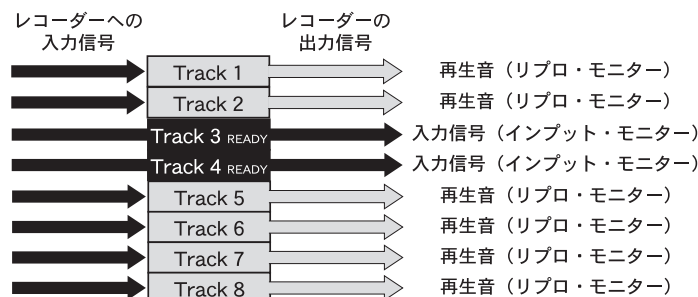 レコーダーへの
入力信号
レコーダーの
出力信号
Track 1 再生音（リプロ・モニター）
Track 2 再生音（リプロ・モニター）
Track 3 READY 入力信号（インプット・モニター）
Track 4 READY 入力信号（インプット・モニター）
Track 5 再生音（リプロ・モニター）
Track 6 再生音（リプロ・モニター）
Track 7 再生音（リプロ・モニター）
Track 8 再生音（リプロ・モニター）